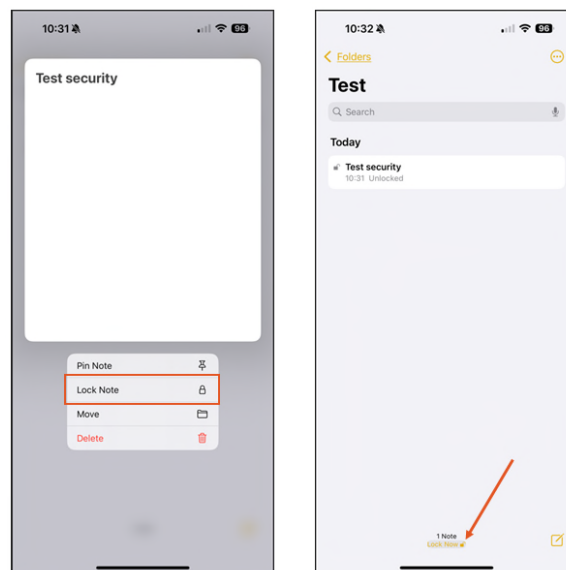 10:31
96
Test security
Pin Note
Lock Note
Move
Delete
10:32
96
Folders
Test
Search
Today
Test security
10:31 Unlocked
1 Note
Lock Now